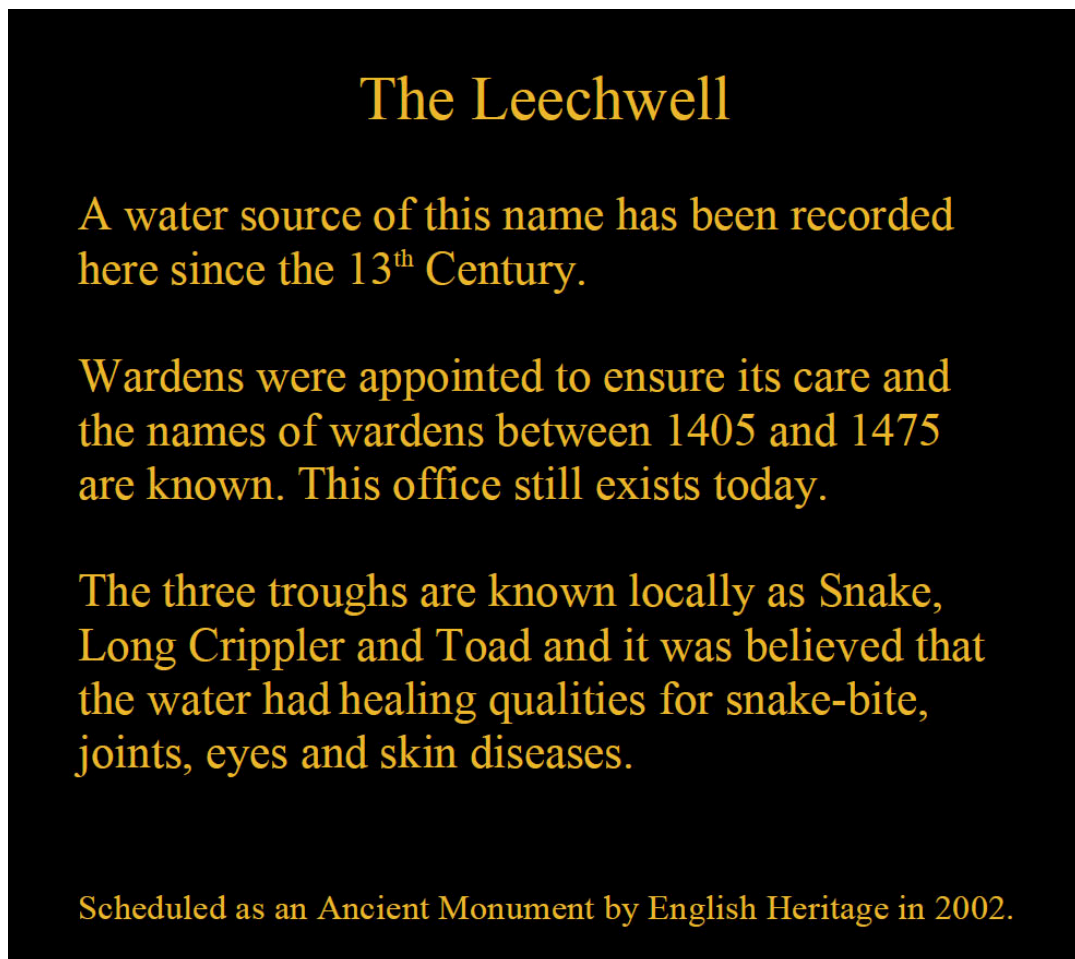 The Leechwell
A water source of this name has been recorded
here since the 13th Century.
Wardens were appointed to ensure its care and
the names of wardens between 1405 and 1475
are known. This office still exists today.
The three troughs are known locally as Snake,
Long Crippler and Toad and it was believed that
the water had healing qualities for snake-bite,
joints, eyes and skin diseases.
Scheduled as an Ancient Monument by English Heritage in 2002.